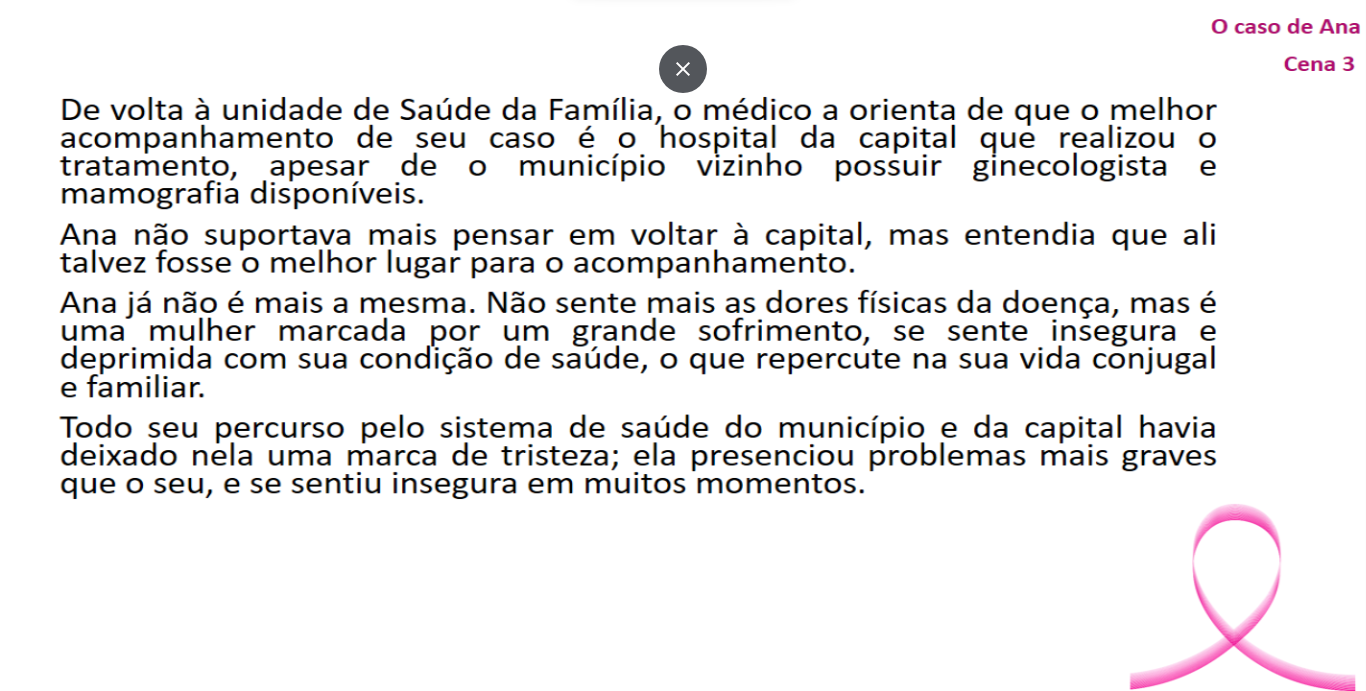 O caso de Ana
Cena 3
De volta à unidade de Saúde da Família, o médico a orienta de que o melhor
acompanhamento de seu caso é o hospital da capital que realizou o
tratamento, apesar de o município vizinho possuir ginecologista e
mamografia disponíveis.
Ana não suportava mais pensar em voltar à capital, mas entendia que ali
talvez fosse o melhor lugar para o acompanhamento.
Ana já não é mais a mesma. Não sente mais as dores físicas da doença, mas é
uma mulher marcada por um grande sofrimento, se sente insegura e
deprimida com sua condição de saúde, o que repercute na sua vida conjugal
e familiar.
Todo seu percurso pelo sistema de saúde do município e da capital havia
deixado nela uma marca de tristeza; ela presenciou problemas mais graves
que o seu, e se sentiu insegura em muitos momentos.